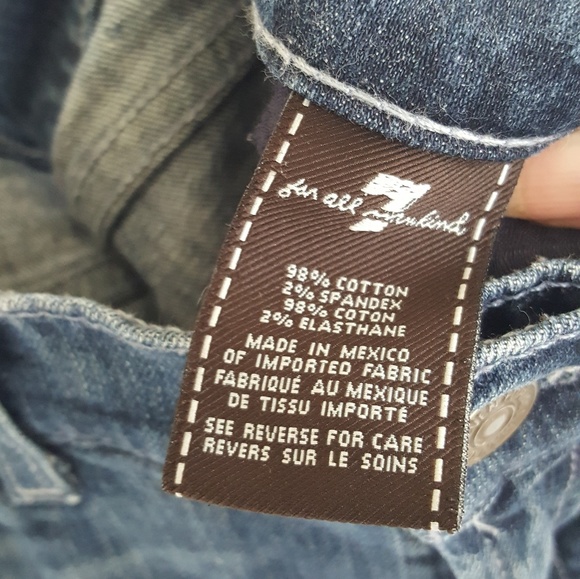 7
for all mankind
98% COTTON
2% SPANDEX
98% COTON
2% ELASTHANE
MADE IN MEXICO
OF IMPORTED FABRIC
FABRIQUÉ AU MEXIQUE
DE TISSU IMPORTÉ
SEE REVERSE FOR CARE
REVERS SUR LE SOINS